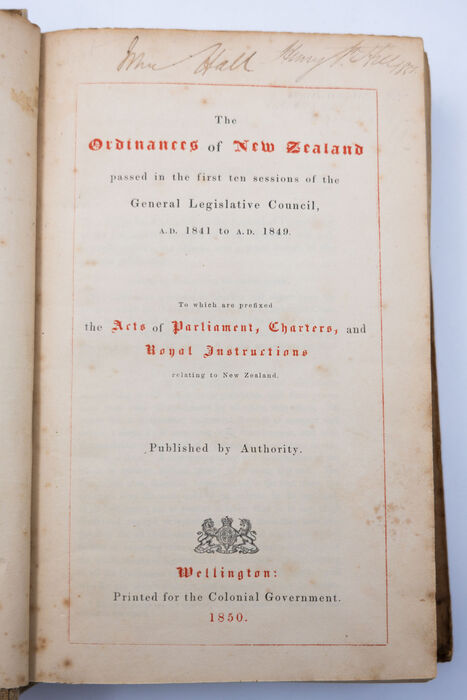 John Hall Henry
The
Ordinances of New Zealand
passed in the first ten sessions of the
General Legislative Council,
A.D. 1841 to A.D. 1849.
To which are prefixed
the Acts of Parliament, Charters, and
Royal Instructions
relating to New Zealand.
Published by Authority.
Wellington:
Printed for the Colonial Government.
1850.